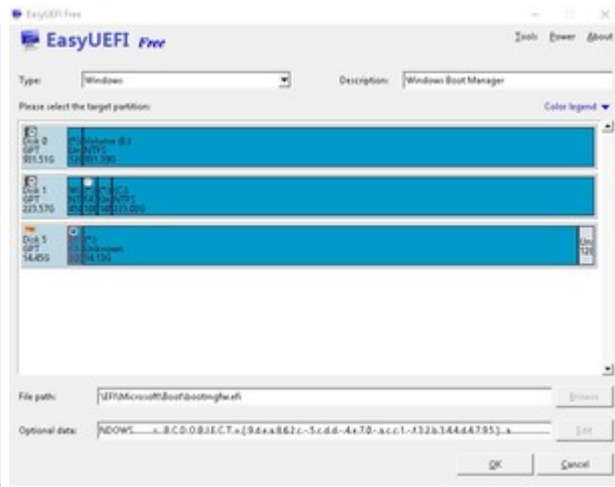 EasyUEFI Free
EasyUEFI Free
Tools Power About
Type: Windows Description: Windows Boot Manager
Please select the target partition: Color legend
Disk 0
GPT
931.51G
Volume (E:)
NTFS
931.39G
Disk 1
GPT
223.57G
(C:)
NTFS
Disk 5
GPT
14.45G
(*:)
Unknown
14.13G
File path: \EFI\Microsoft\Boot\bootmgfw.efi Browse
Optional data: Edit
OK Cancel